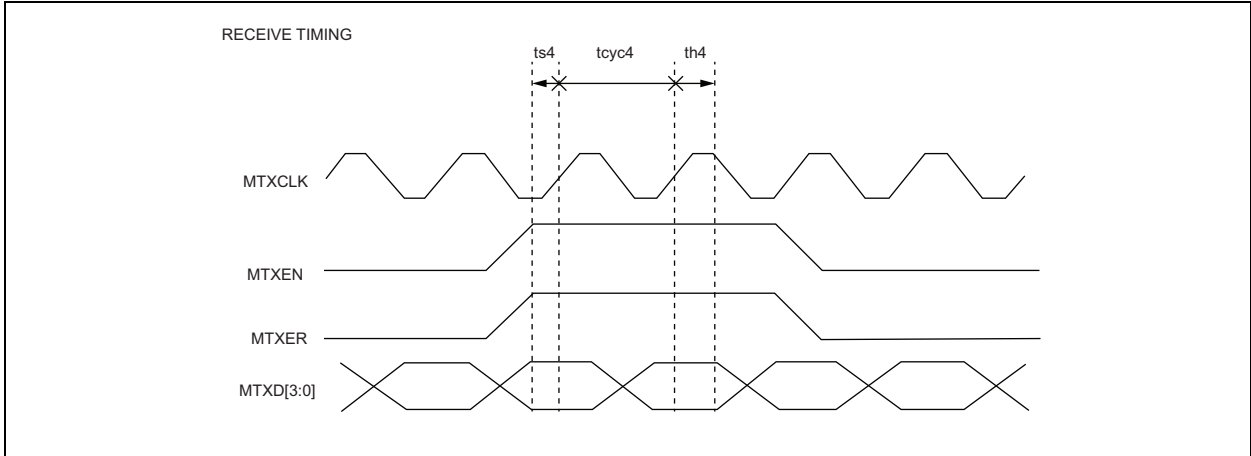 RECEIVE TIMING
ts4 tcyc4 th4
MTXCLK
MTXEN
MTXER
MTXD[3:0]